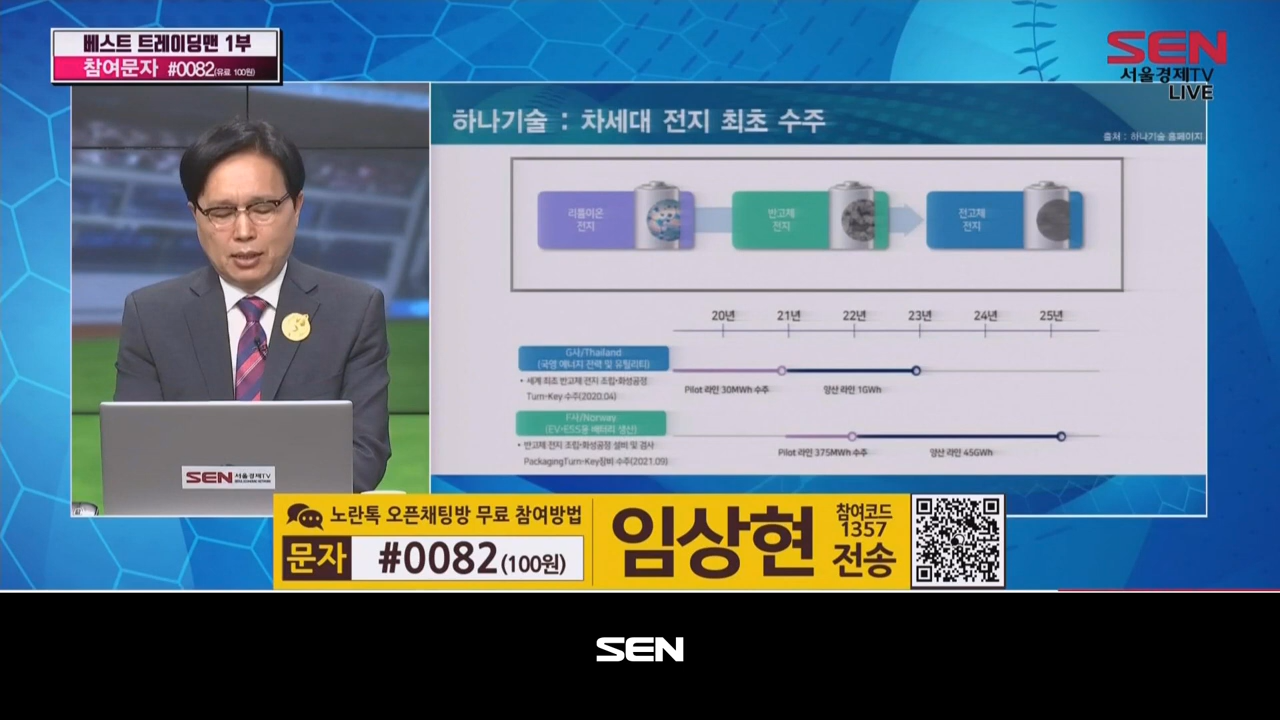 베스트 트레이딩맨 1부
참여문자 #0082(유료 100원)
SEN
서울경제TV
LIVE
하나기술 : 차세대 전지 최초 수주
출처 : 하나기술 홈페이지
리튬이온
전지
반고체
전지
전고체
전지
20년 21년 22년 23년 24년 25년
G사/Thailand
(국영 에너지 전력 및 유틸리티)
• 세계 최초 반고체 전지 조립•화성공정
Turn-Key 수주(2020.04)
Pilot 라인 30MWh 수주
양산 라인 1GWh
F사/Norway
(EV•ESS용 배터리 생산)
• 반고체 전지 조립•화성공정 설비 및 검사
PackagingTurn-Key장비 수주(2021.09)
Pilot 라인 375MWh 수주
양산 라인 45GWh
SEN 서울경제TV
노란톡 오픈채팅방 무료 참여방법
문자 #0082(100원)
임상현
참여코드
1357
전송
SEN